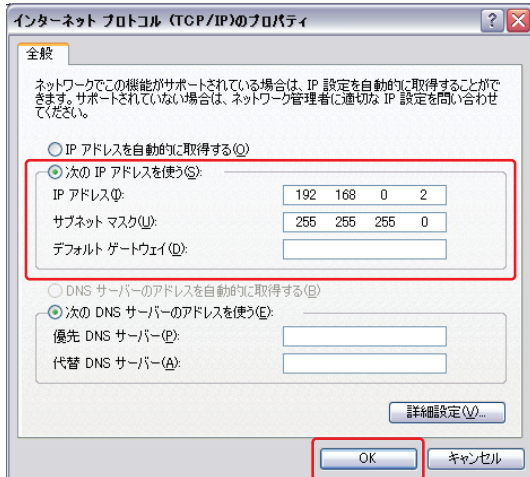 インターネット プロトコル (TCP/IP)のプロパティ
全般
ネットワークでこの機能がサポートされている場合は、IP 設定を自動的に取得することがで
きます。サポートされていない場合は、ネットワーク管理者に適切な IP 設定を問い合わせ
てください。
IP アドレスを自動的に取得する(O)
次の IP アドレスを使う(S):
IP アドレス(I): 192 168 0 2
サブネット マスク(U): 255 255 255 0
デフォルト ゲートウェイ(D):
DNS サーバーのアドレスを自動的に取得する(B)
次の DNS サーバーのアドレスを使う(E):
優先 DNS サーバー(P):
代替 DNS サーバー(A):
詳細設定(V)...
OK キャンセル